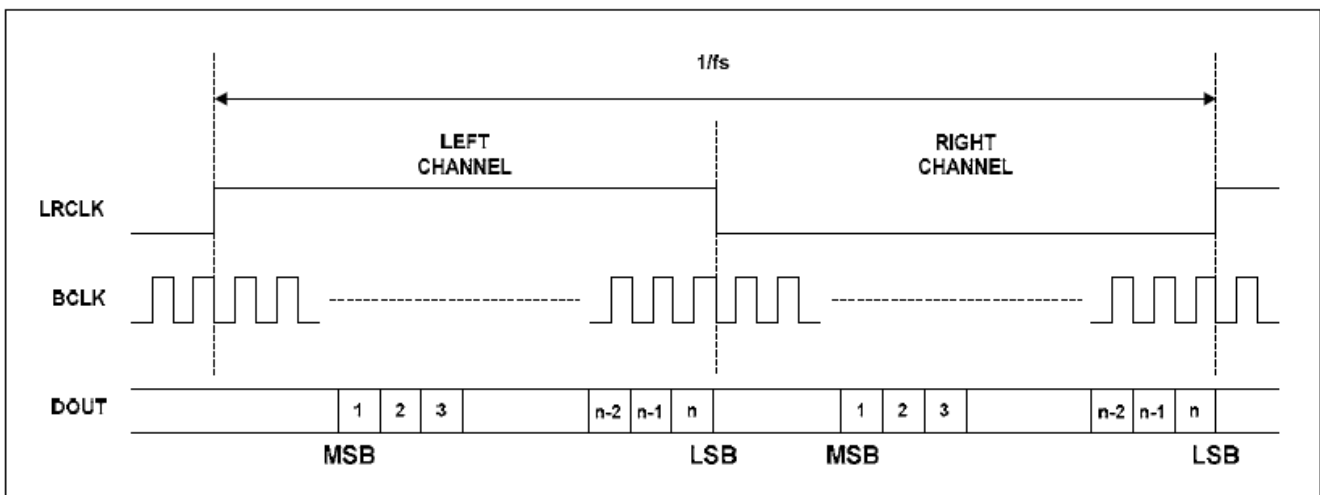 1/fs
LEFT
CHANNEL
RIGHT
CHANNEL
LRCLK
BCLK
DOUT
1 2 3 n-2 n-1 n 1 2 3 n-2 n-1 n
MSB LSB MSB LSB